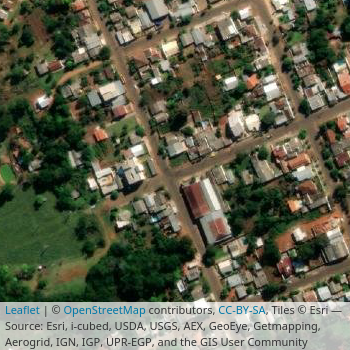 Leaflet | © OpenStreetMap contributors, CC-BY-SA, Tiles © Esri —
Source: Esri, i-cubed, USDA, USGS, AEX, GeoEye, Getmapping,
Aerogrid, IGN, IGP, UPR-EGP, and the GIS User Community